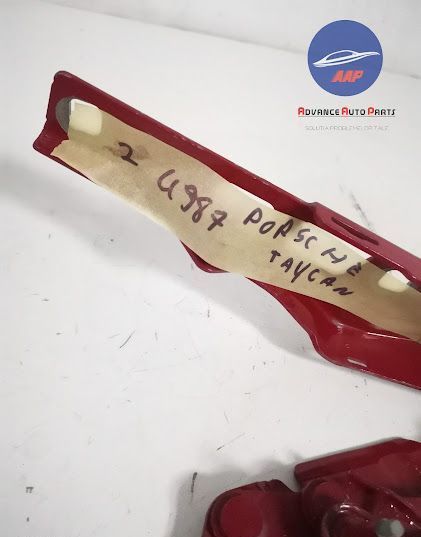 AAP
ADVANCE AUTO PARTS
SOLUTIA PROBLEMELOR TALE
2 4987 PORSCHE
TAYCAN